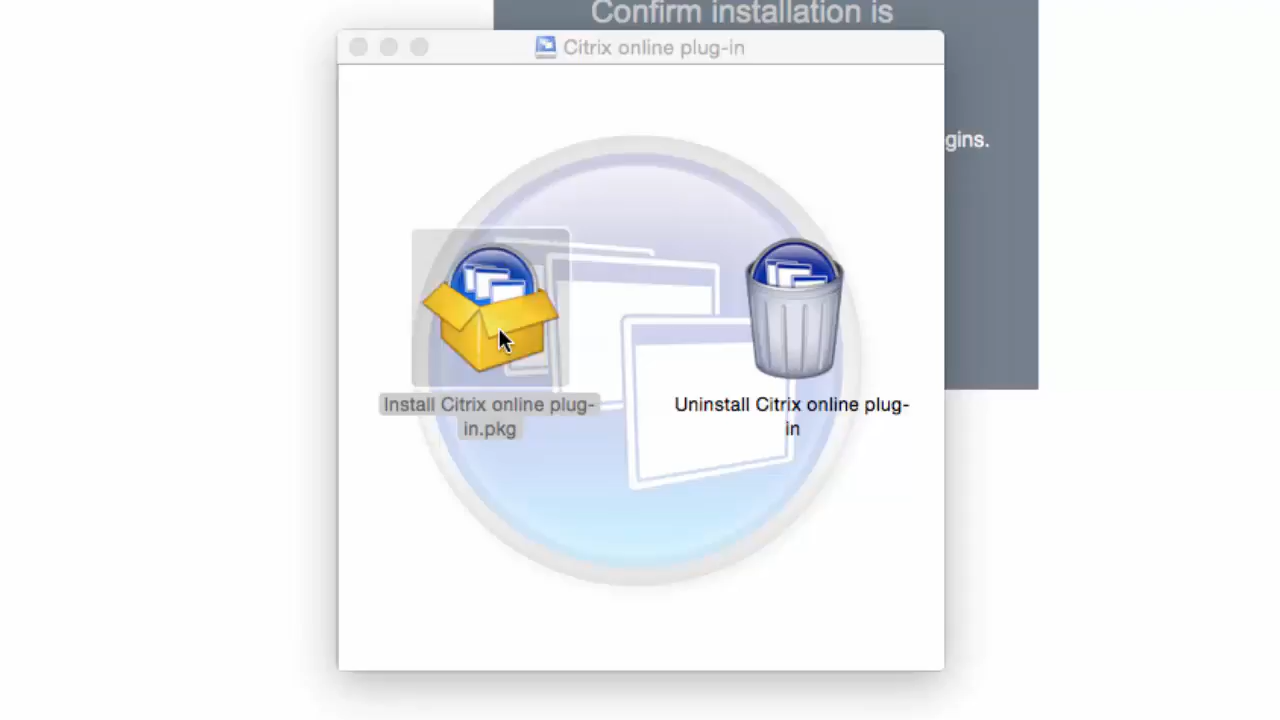 Confirm installation is
Citrix online plug-in
gins.
Install Citrix online plug-
in.pkg
Uninstall Citrix online plug-
in